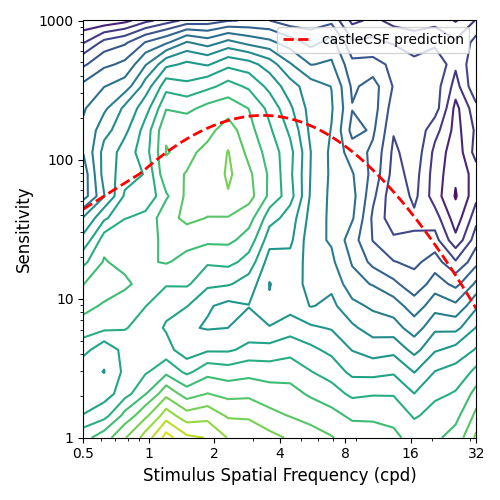 1000
castleCSF prediction
100
10
1
Sensitivity
0.5 1 2 4 8 16 32
Stimulus Spatial Frequency (cpd)